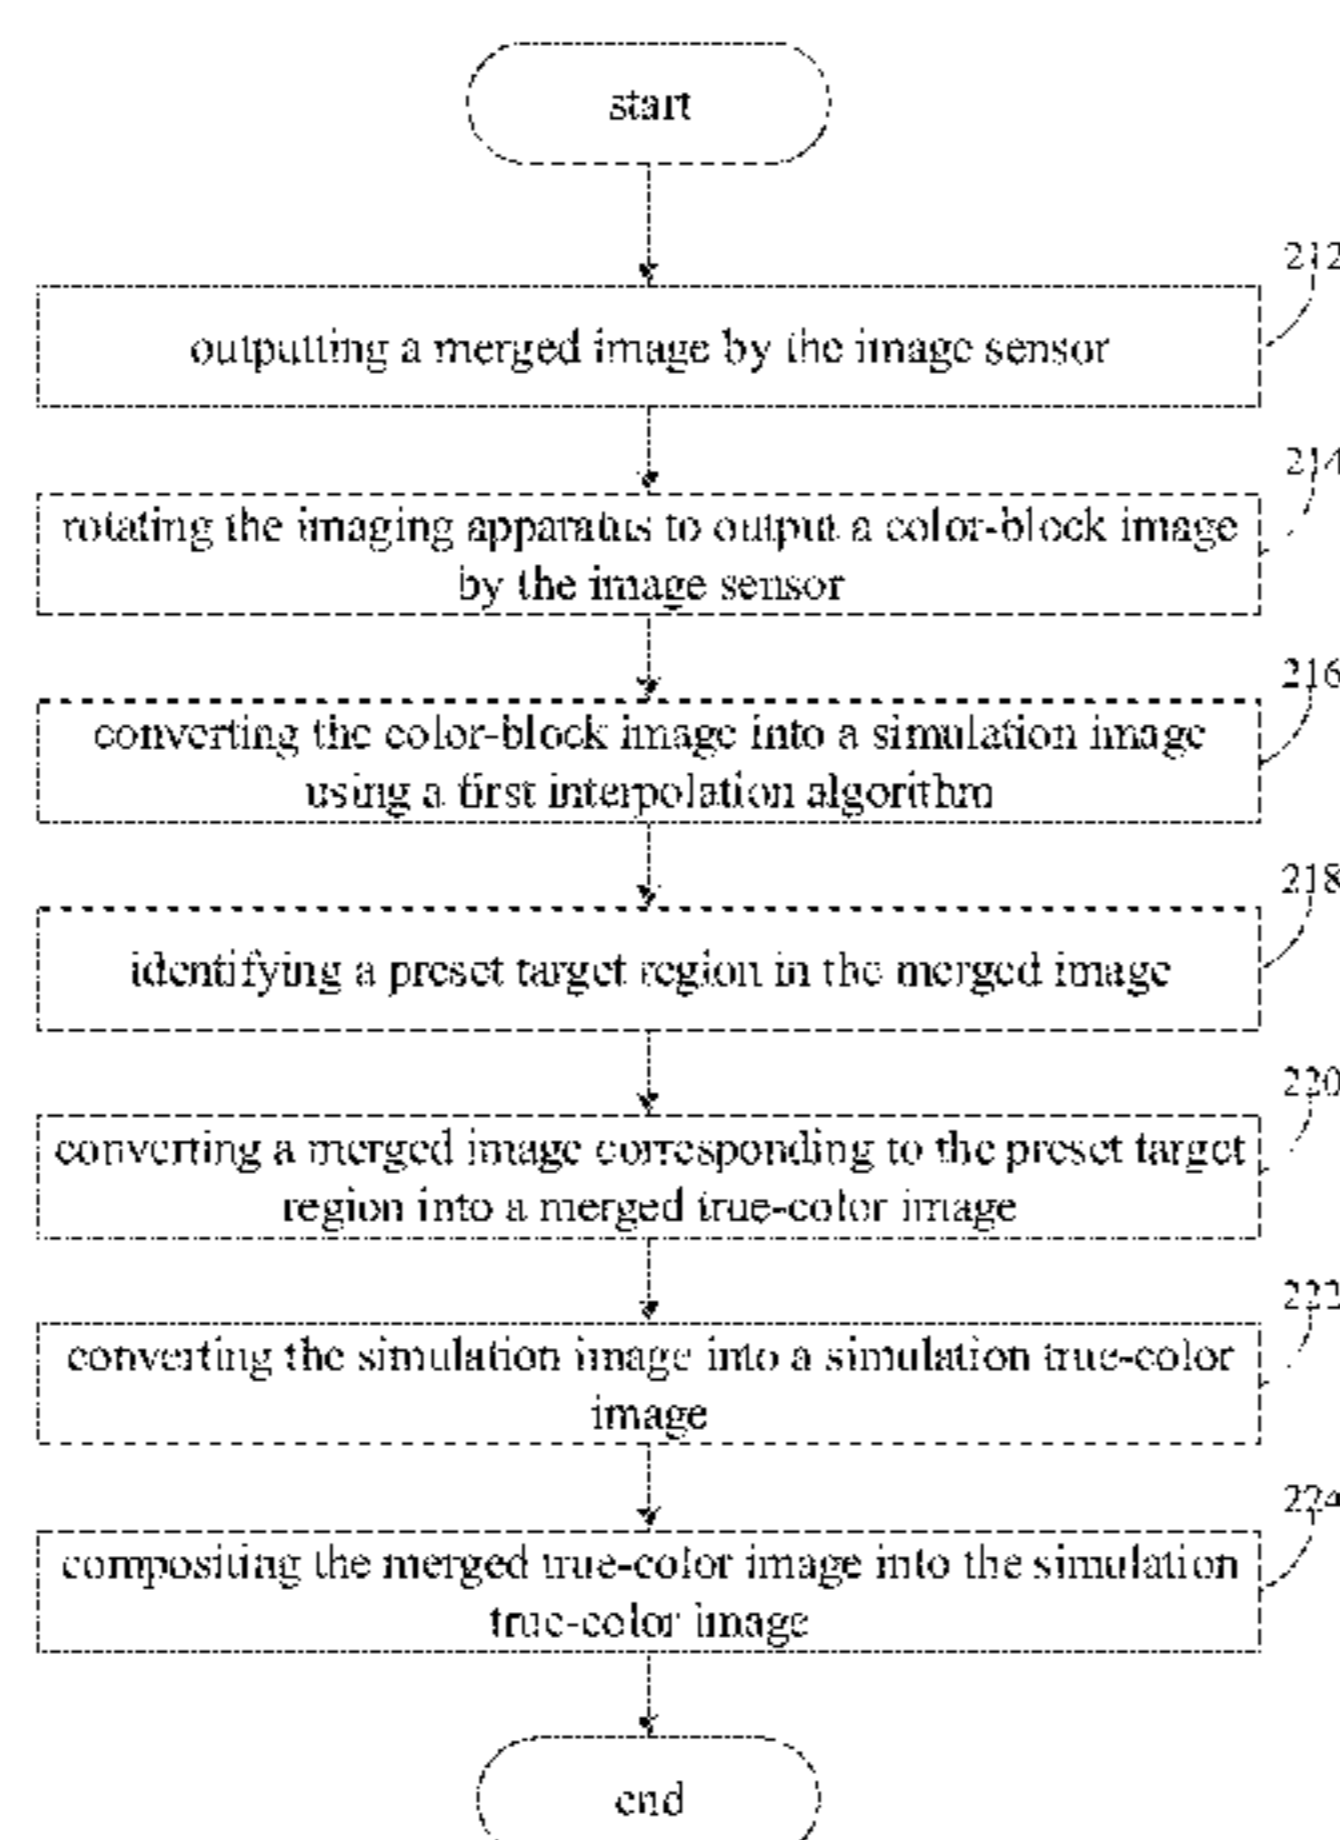 start
212
outputting a merged image by the image sensor
214
rotating the imaging apparatus to output a color-block image
by the image sensor
216
converting the color-block image into a simulation image
using a first interpolation algorithm
218
identifying a preset target region in the merged image
220
converting a merged image corresponding to the preset target
region into a merged true-color image
222
converting the simulation image into a simulation true-color
image
224
compositing the merged true-color image into the simulation
true-color image
end